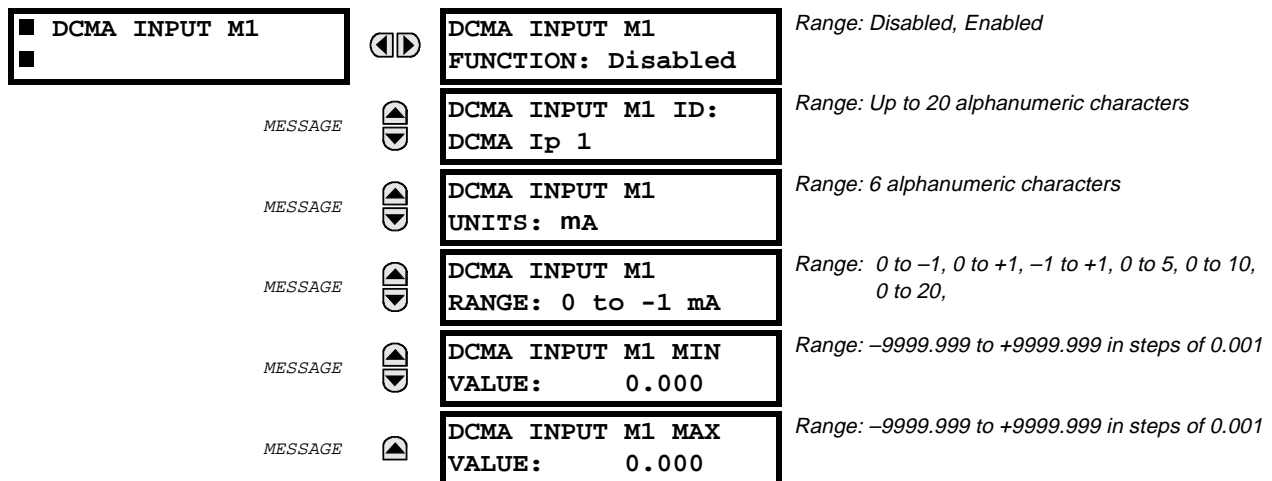 ■ DCMA INPUT M1
■
DCMA INPUT M1
FUNCTION: Disabled
Range: Disabled, Enabled
MESSAGE
DCMA INPUT M1 ID:
DCMA Ip 1
Range: Up to 20 alphanumeric characters
MESSAGE
DCMA INPUT M1
UNITS: mA
Range: 6 alphanumeric characters
MESSAGE
DCMA INPUT M1
RANGE: 0 to -1 mA
Range: 0 to –1, 0 to +1, –1 to +1, 0 to 5, 0 to 10,
0 to 20,
MESSAGE
DCMA INPUT M1 MIN
VALUE: 0.000
Range: –9999.999 to +9999.999 in steps of 0.001
MESSAGE
DCMA INPUT M1 MAX
VALUE: 0.000
Range: –9999.999 to +9999.999 in steps of 0.001